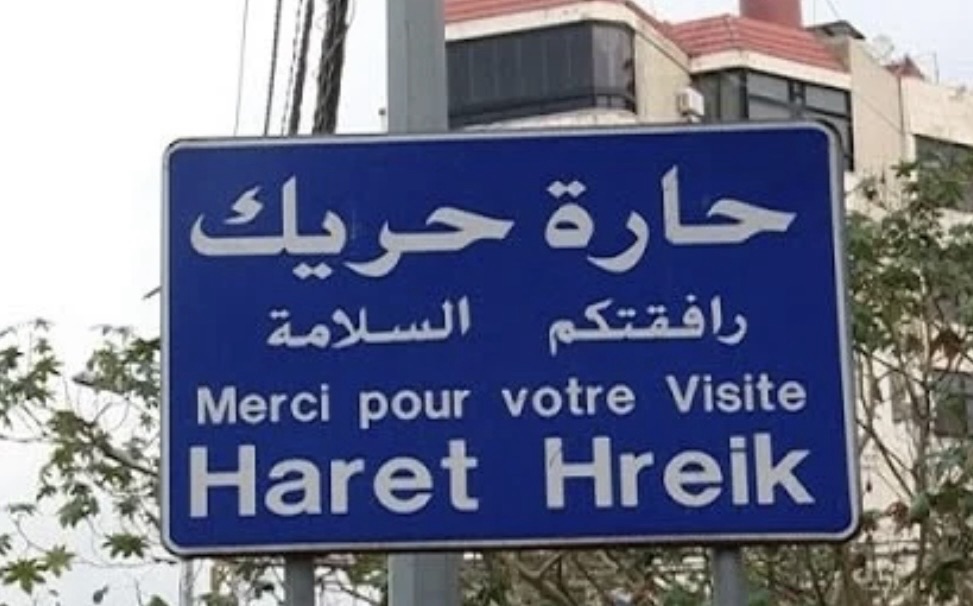 حارة حريك
رافقتكم السلامة
Merci pour votre Visite
Haret Hreik